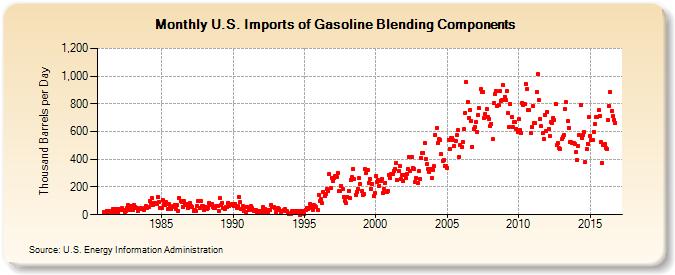 Monthly U.S. Imports of Gasoline Blending Components
Thousand Barrels per Day
1,200
1,000
800
600
400
200
0
1985 1990 1995 2000 2005 2010 2015
Source: U.S. Energy Information Administration